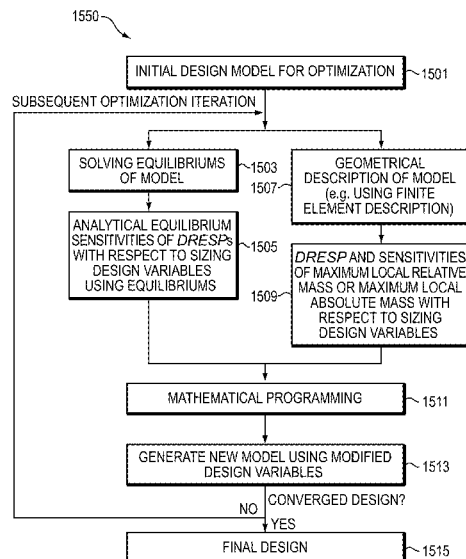 1550
INITIAL DESIGN MODEL FOR OPTIMIZATION
1501
SUBSEQUENT OPTIMIZATION ITERATION
SOLVING EQUILIBRIUMS
OF MODEL
1503
GEOMETRICAL
DESCRIPTION OF MODEL
(e.g. USING FINITE
ELEMENT DESCRIPTION)
1507
ANALYTICAL EQUILIBRIUM
SENSITIVITIES OF DRESPs
WITH RESPECT TO SIZING
DESIGN VARIABLES
USING EQUILIBRIUMS
1505
DRESP AND SENSITIVITIES
OF MAXIMUM LOCAL RELATIVE
MASS OR MAXIMUM LOCAL
ABSOLUTE MASS WITH
RESPECT TO SIZING
DESIGN VARIABLES
1509
MATHEMATICAL PROGRAMMING
1511
GENERATE NEW MODEL USING MODIFIED
DESIGN VARIABLES
1513
CONVERGED DESIGN?
NO
YES
FINAL DESIGN
1515